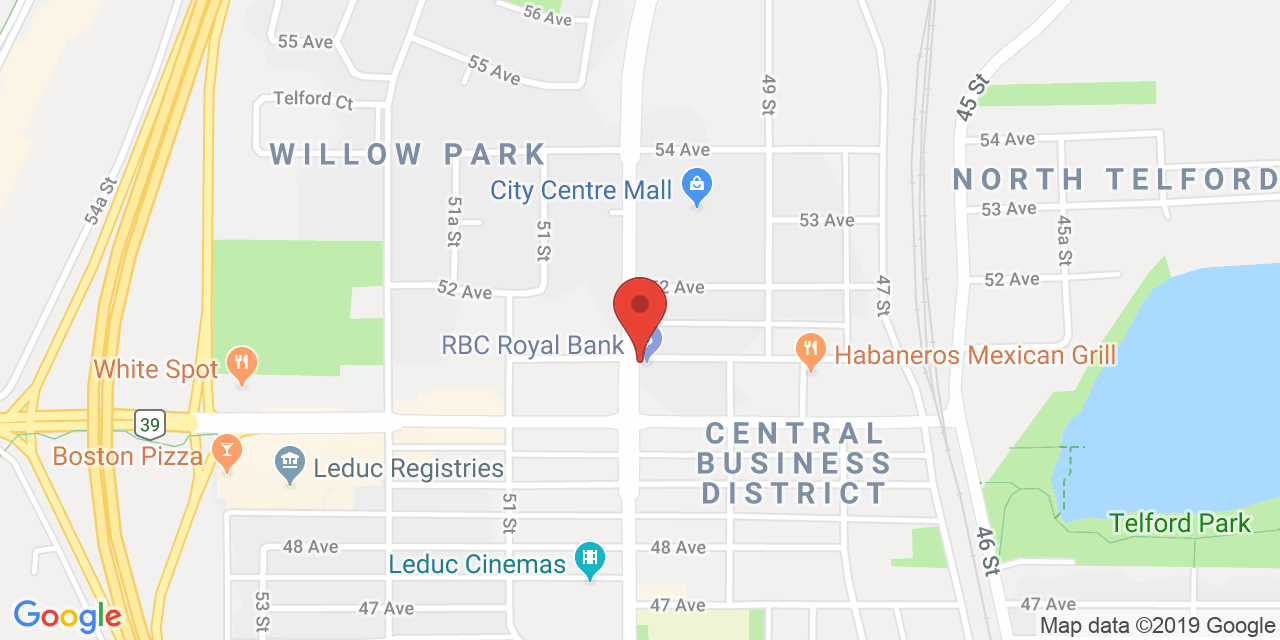 56 Ave
55 Ave
55 Ave
Telford Ct
49 St
45 St
WILLOW PARK
54 Ave
54 Ave
City Centre Mall
NORTH TELFORD
54a St
51a St
51 St
53 Ave
53 Ave
45a St
52 Ave
52 Ave
47 St
52 Ave
RBC Royal Bank
Habaneros Mexican Grill
White Spot
39
Boston Pizza
Leduc Registries
CENTRAL
BUSINESS
DISTRICT
51 St
Telford Park
48 Ave
48 Ave
46 St
Leduc Cinemas
53 St
47 Ave
47 Ave
47 Ave
Google
Map data ©2019 Google